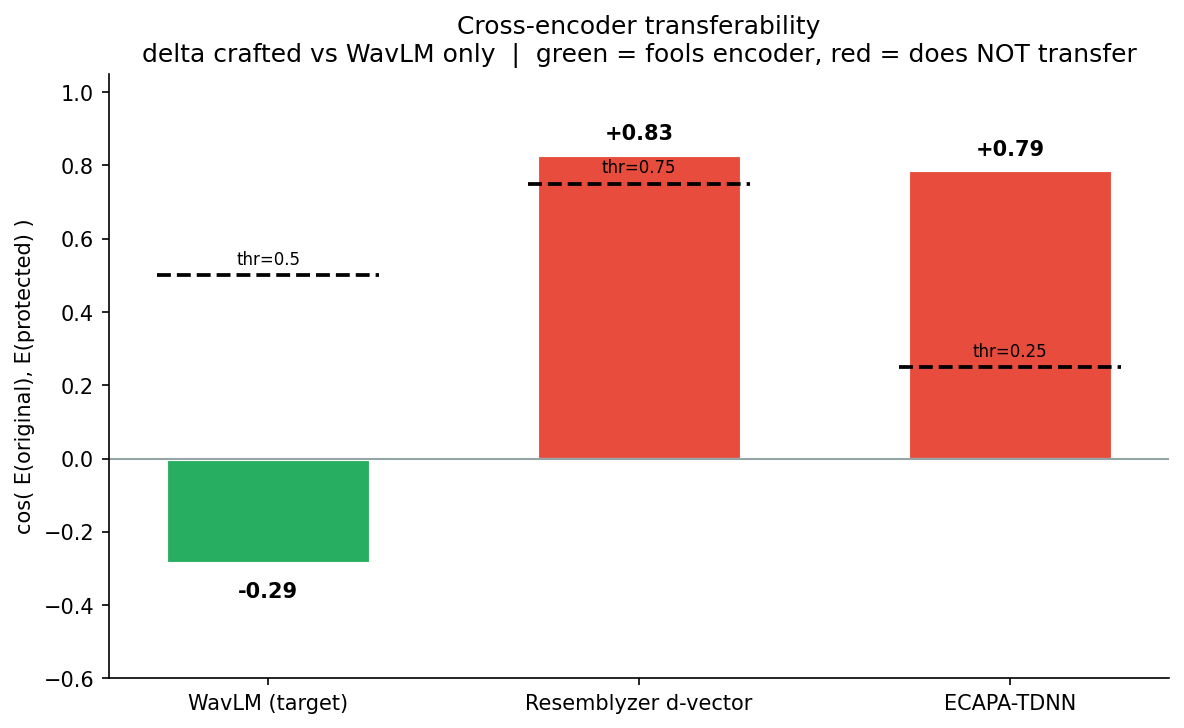 Cross-encoder transferability
delta crafted vs WavLM only | green = fools encoder, red = does NOT transfer
cos( E(original), E(protected) )
1.0
0.8
0.6
0.4
0.2
0.0
−0.2
−0.4
−0.6
+0.83
thr=0.75
+0.79
thr=0.5
thr=0.25
-0.29
WavLM (target)
Resemblyzer d-vector
ECAPA-TDNN